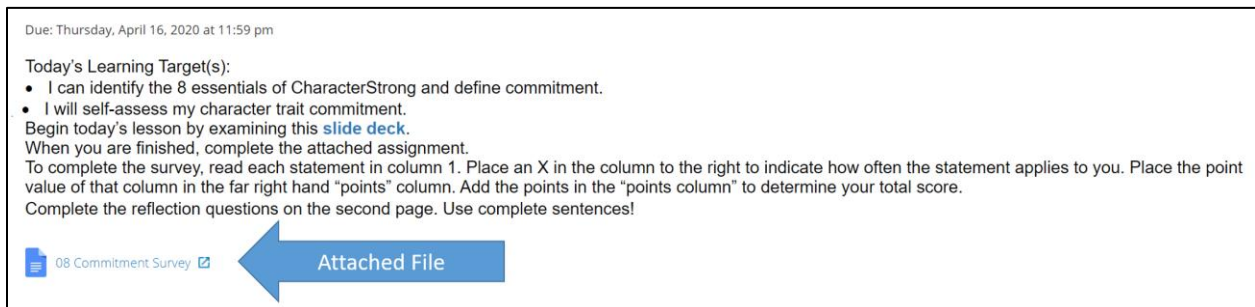 Due: Thursday, April 16, 2020 at 11:59 pm
Today's Learning Target(s):
• I can identify the 8 essentials of CharacterStrong and define commitment.
• I will self-assess my character trait commitment.
Begin today's lesson by examining this slide deck.
When you are finished, complete the attached assignment.
To complete the survey, read each statement in column 1. Place an X in the column to the right to indicate how often the statement applies to you. Place the point
value of that column in the far right hand “points” column. Add the points in the “points column” to determine your total score.
Complete the reflection questions on the second page. Use complete sentences!
08 Commitment Survey
Attached File